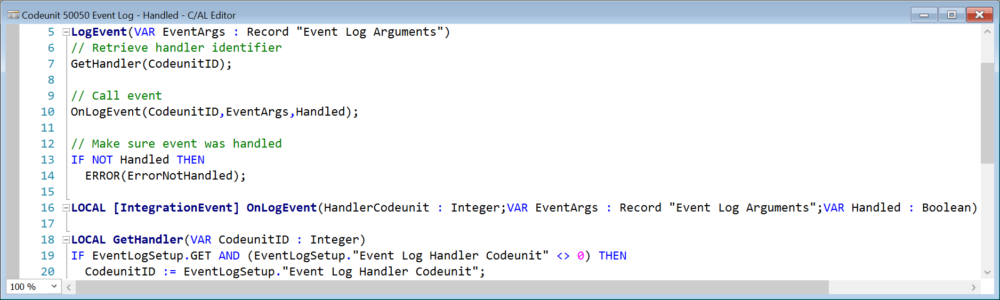 Codeunit 50050 Event Log - Handled - C/AL Editor
5 LogEvent(VAR EventArgs : Record "Event Log Arguments")
6 // Retrieve handler identifier
7 GetHandler(CodeunitID);
8
9 // Call event
10 OnLogEvent(CodeunitID,EventArgs,Handled);
11
12 // Make sure event was handled
13 IF NOT Handled THEN
14 ERROR(ErrorNotHandled);
15
16 LOCAL [IntegrationEvent] OnLogEvent(HandlerCodeunit : Integer;VAR EventArgs : Record "Event Log Arguments";VAR Handled : Boolean)
17
18 LOCAL GetHandler(VAR CodeunitID : Integer)
19 IF EventLogSetup.GET AND (EventLogSetup."Event Log Handler Codeunit" <> 0) THEN
20 CodeunitID := EventLogSetup."Event Log Handler Codeunit";
100 %